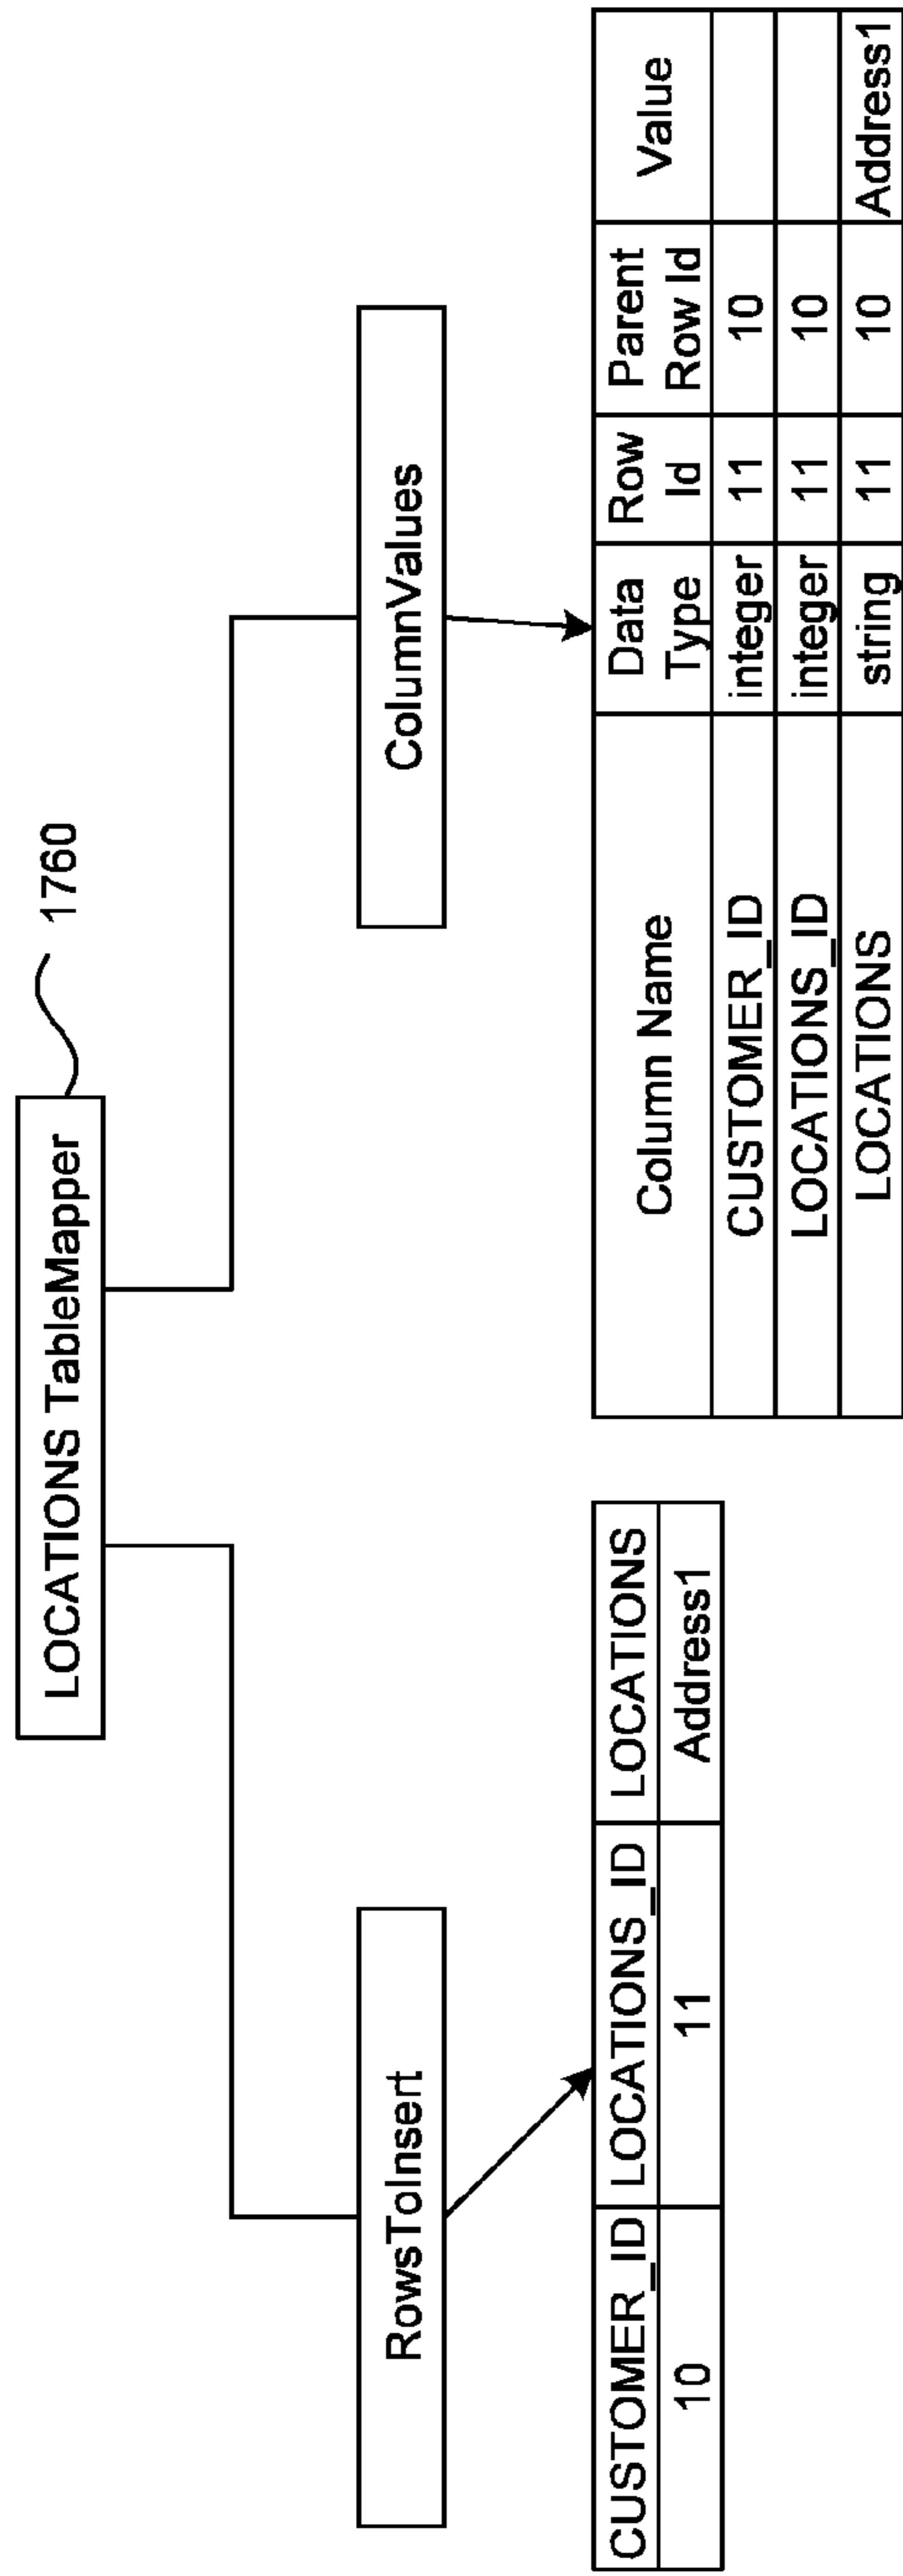 LOCATIONS TableMapper
1760
RowsToInsert
ColumnValues
CUSTOMER_ID LOCATIONS_ID LOCATIONS
10 11 Address1
Column Name Data Type Row Id Parent Row Id Value
CUSTOMER_ID integer 11 10
LOCATIONS_ID integer 11 10
LOCATIONS string 11 10 Address1